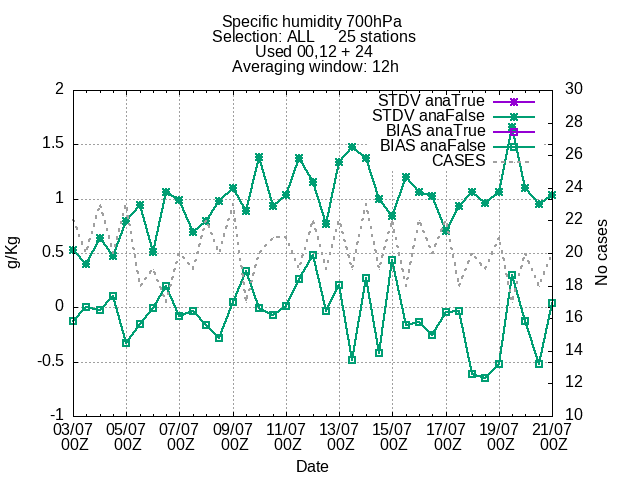 Specific humidity 700hPa
Selection: ALL 25 stations
Used 00,12 + 24
Averaging window: 12h
STDV anaTrue
STDV anaFalse
BIAS anaTrue
BIAS anaFalse
CASES
2
1.5
1
0.5
0
-0.5
-1
g/Kg
30
28
26
24
22
20
18
16
14
12
10
No cases
03/07 05/07 07/07 09/07 11/07 13/07 15/07 17/07 19/07 21/07
00Z 00Z 00Z 00Z 00Z 00Z 00Z 00Z 00Z 00Z
Date